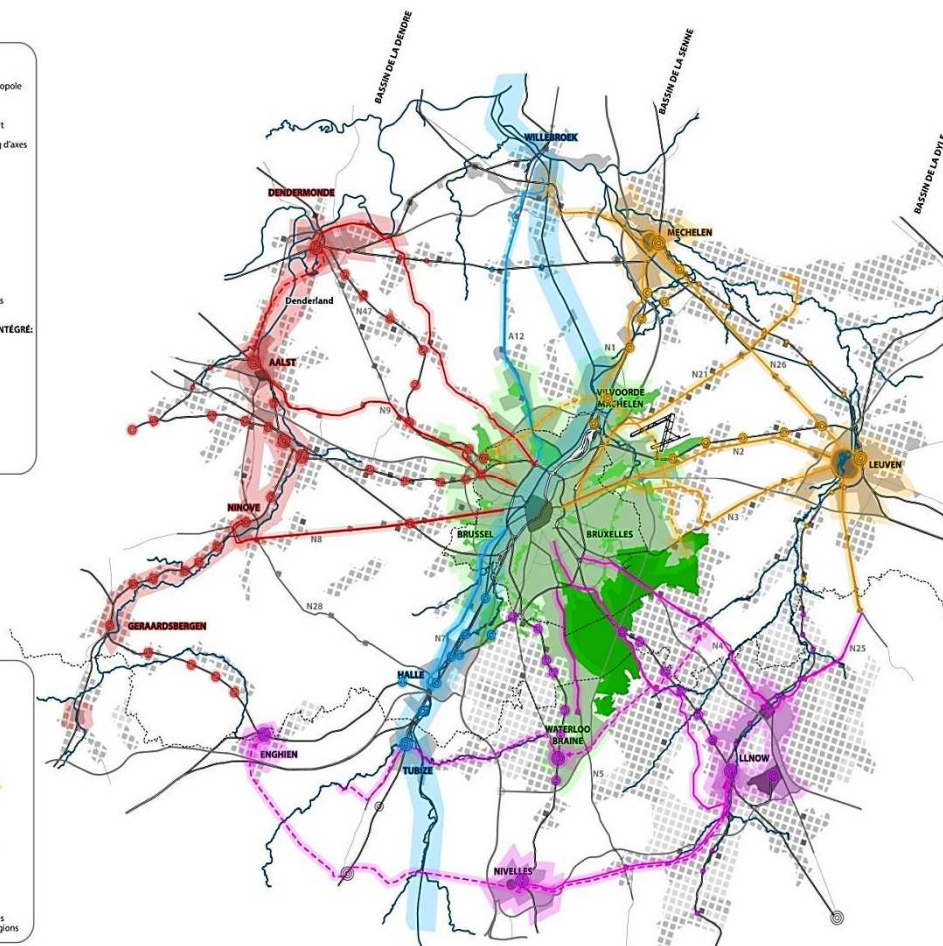 opole
rt
g d'axes
s
NTÉGRÉ:
s
gions
BASSIN DE LA DENDRE
BASSIN DE LA SENNE
BASSIN DE LA DYLE
WILLEBROEK
DENDERMONDE
MECHELEN
Denderland
N47
A12
N1
N21
N26
AALST
N9
VILVOORDE
MACHELEN
N2
LEUVEN
NINOVE
N8
BRUSSEL
BRUXELLES
N3
N28
GERAARDSBERGEN
N7
N4
N25
HALLE
WATERLOO
BRAINE
ENGHIEN
TUBIZE
N5
LLNOW
NIVELLES